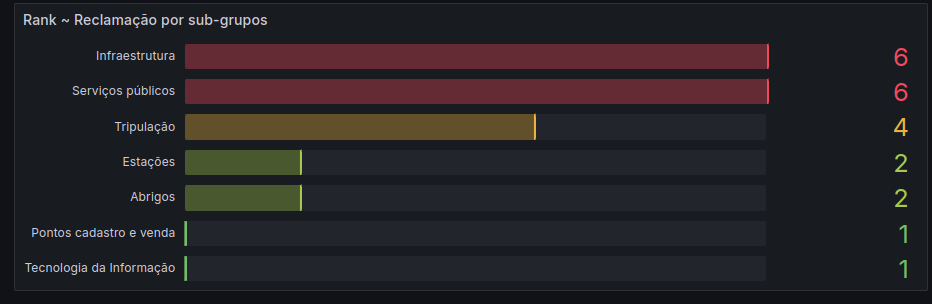 Rank ~ Reclamação por sub-grupos
Infraestrutura 6
Serviços públicos 6
Tripulação 4
Estações 2
Abrigos 2
Pontos cadastro e venda 1
Tecnologia da Informação 1